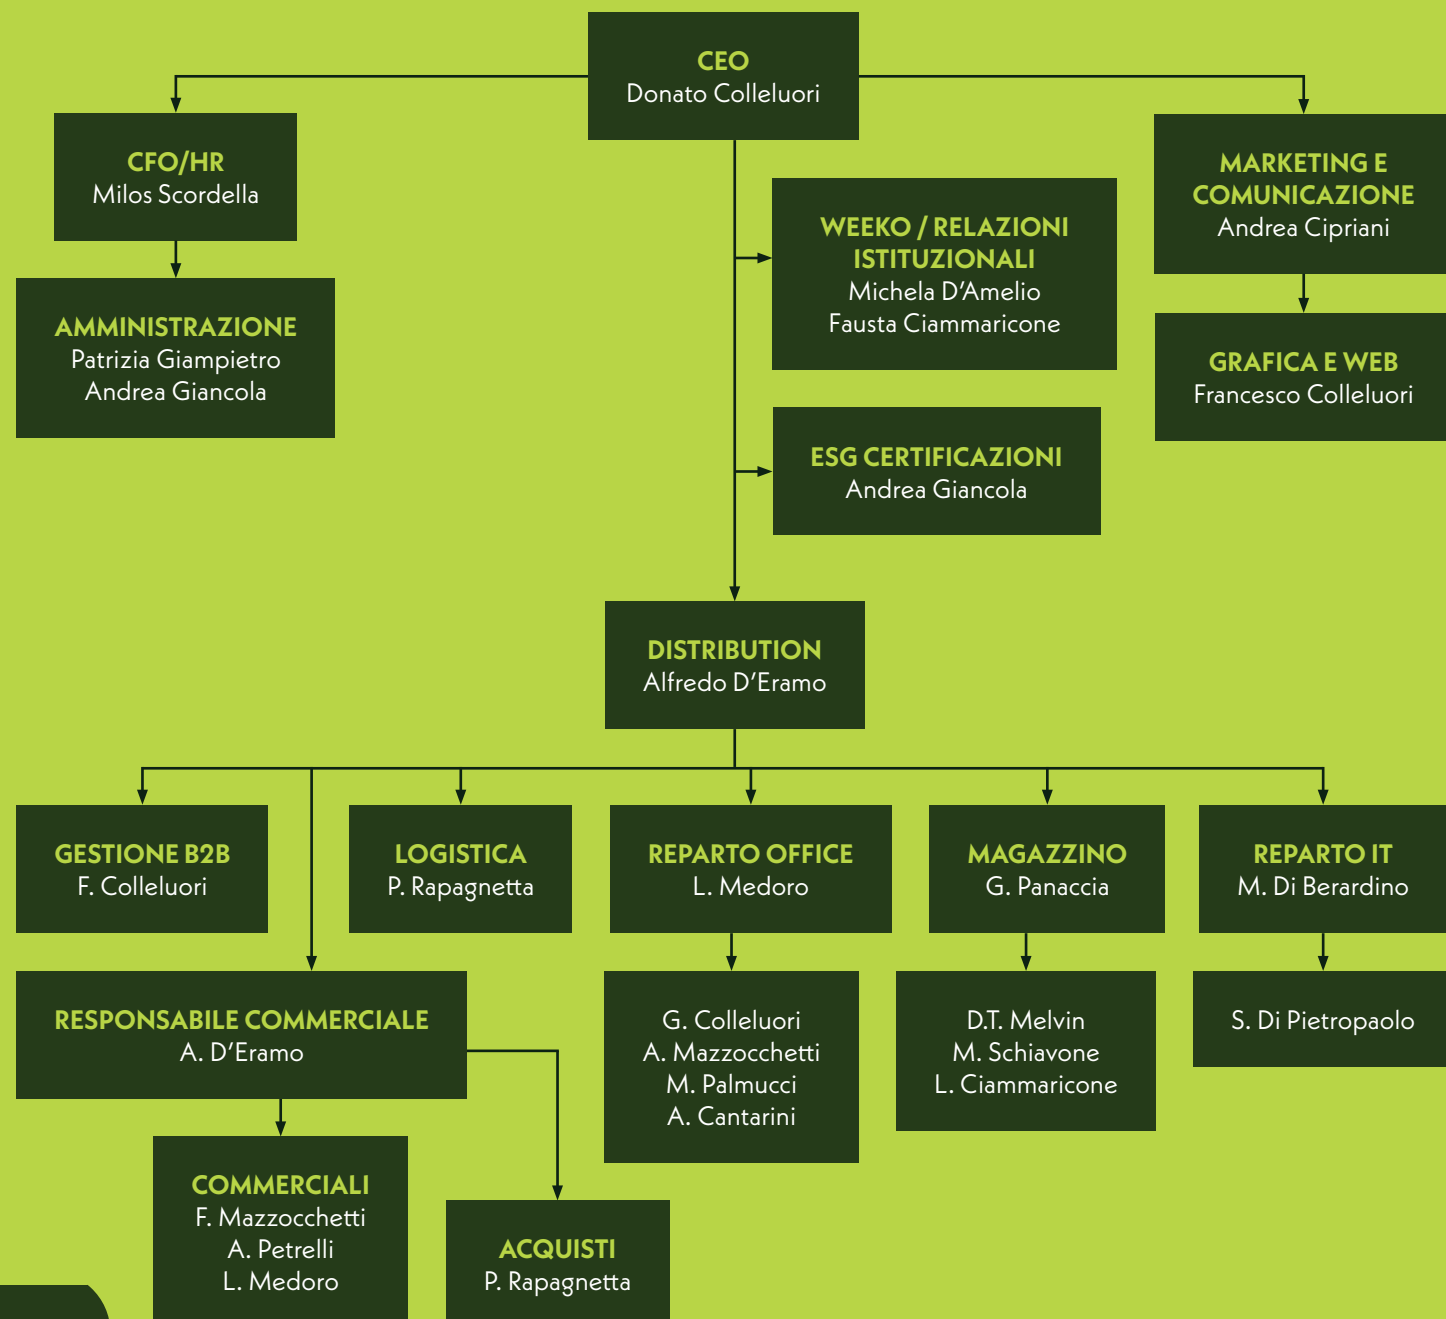 CEO
Donato Colleluori
CFO/HR
Milos Scordella
AMMINISTRAZIONE
Patrizia Giampietro
Andrea Giancola
WEEKO / RELAZIONI
ISTITUZIONALI
Michela D'Amelio
Fausta Ciammaricone
MARKETING E
COMUNICAZIONE
Andrea Cipriani
GRAFICA E WEB
Francesco Colleluori
ESG CERTIFICAZIONI
Andrea Giancola
DISTRIBUTION
Alfredo D'Eramo
GESTIONE B2B
F. Colleluori
LOGISTICA
P. Rapagnetta
REPARTO OFFICE
L. Medoro
MAGAZZINO
G. Panaccia
REPARTO IT
M. Di Berardino
RESPONSABILE COMMERCIALE
A. D'Eramo
G. Colleluori
A. Mazzocchetti
M. Palmucci
A. Cantarini
D.T. Melvin
M. Schiavone
L. Ciammaricone
S. Di Pietropaolo
COMMERCIALI
F. Mazzocchetti
A. Petrelli
L. Medoro
ACQUISTI
P. Rapagnetta